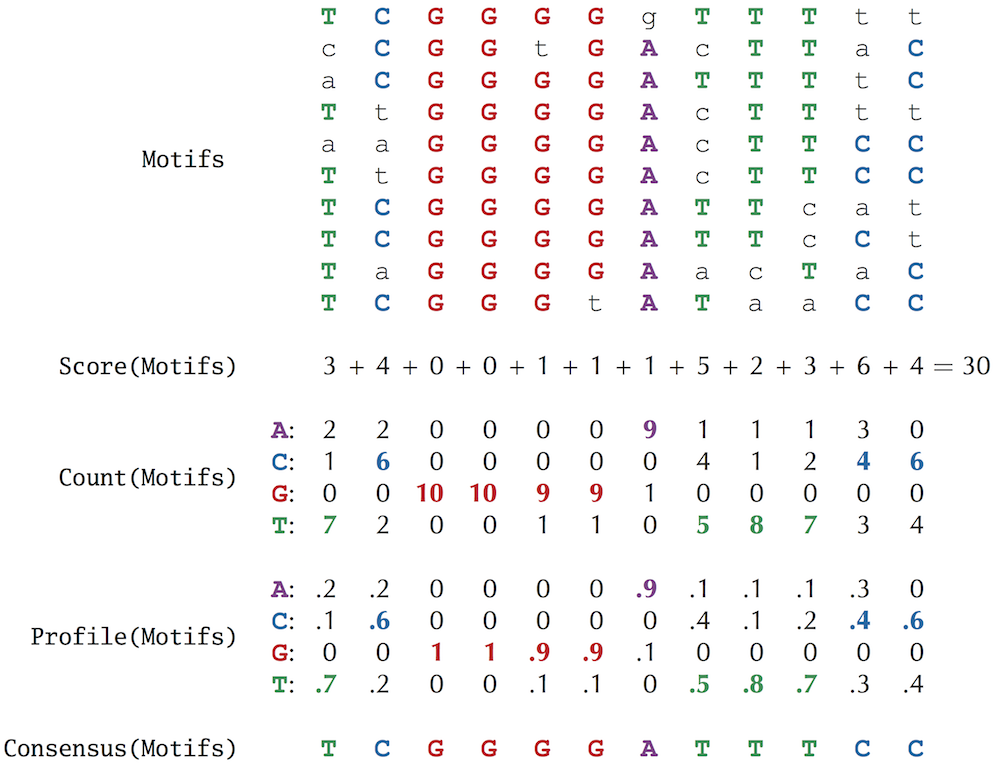 T C G G G G g T T T t t
c C G G t G A c T T a C
a C G G G G A T T T t C
T t G G G G A c T T t t
a a G G G G A c T T C C
Motifs
T t G G G G A c T T C C
T C G G G G A T T c a t
T C G G G G A T T c C t
T a G G G G A a c T a C
T C G G G t A T a a C C
Score(Motifs) 3 + 4 + 0 + 0 + 1 + 1 + 1 + 5 + 2 + 3 + 6 + 4 = 30
A: 2 2 0 0 0 0 9 1 1 1 3 0
C: 1 6 0 0 0 0 0 4 1 2 4 6
Count(Motifs)
G: 0 0 10 10 9 9 1 0 0 0 0 0
T: 7 2 0 0 1 1 0 5 8 7 3 4
A: .2 .2 0 0 0 0 .9 .1 .1 .1 .3 0
C: .1 .6 0 0 0 0 0 .4 .1 .2 .4 .6
Profile(Motifs)
G: 0 0 1 1 .9 .9 .1 0 0 0 0 0
T: .7 .2 0 0 .1 .1 0 .5 .8 .7 .3 .4
Consensus(Motifs) T C G G G G A T T T C C